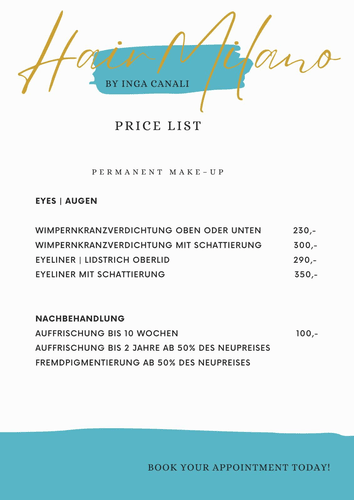 Hair Milano
BY INGA CANALI
PRICE LIST
PERMANENT MAKE-UP
EYES | AUGEN
WIMPERNKRANZVERDICHTUNG OBEN ODER UNTEN 230,-
WIMPERNKRANZVERDICHTUNG MIT SCHATTIERUNG 300,-
EYELINER | LIDSTRICH OBERLID 290,-
EYELINER MIT SCHATTIERUNG 350,-
NACHBEHANDLUNG
AUFFRISCHUNG BIS 10 WOCHEN 100,-
AUFFRISCHUNG BIS 2 JAHRE AB 50% DES NEUPREISES
FREMDPIGMENTIERUNG AB 50% DES NEUPREISES
BOOK YOUR APPOINTMENT TODAY!